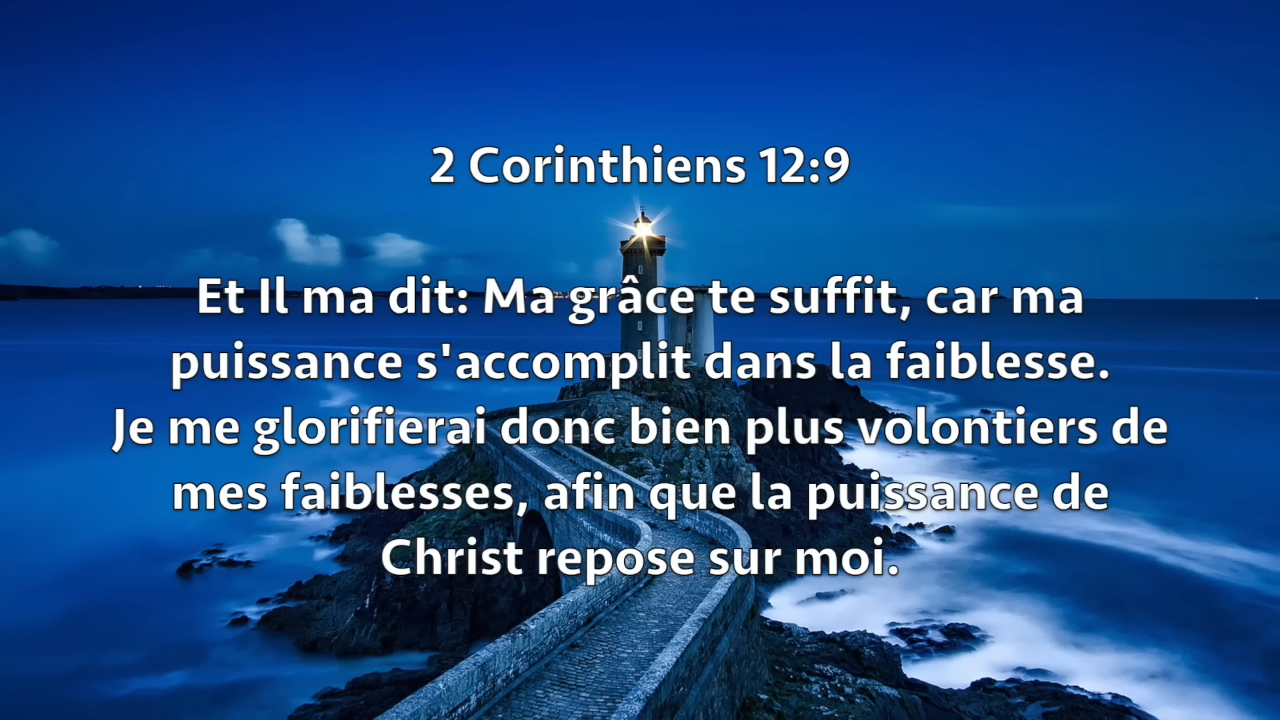 2 Corinthiens 12:9
Et Il ma dit: Ma grâce te suffit, car ma
puissance s'accomplit dans la faiblesse.
Je me glorifierai donc bien plus volontiers de
mes faiblesses, afin que la puissance de
Christ repose sur moi.